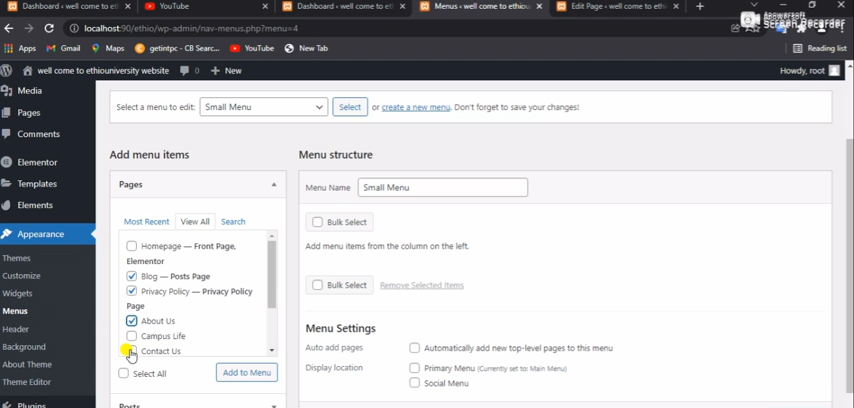 Dashboard ‹ well come to ethiou
YouTube
Dashboard ‹ well come to ethiou
Menus ‹ well come to ethiou
Edit Page ‹ well come to ethiou
localhost:90/ethio/wp-admin/nav-menus.php?menu=4
Screen Recorder
Apps
Gmail
Maps
getintpc - CB Searc...
YouTube
New Tab
Reading list
well come to ethiouniversity website
0
New
Howdy, root
Media
Pages
Comments
Elementor
Templates
Elements
Appearance
Themes
Customize
Widgets
Menus
Header
Background
About Theme
Theme Editor
Plugins
Select a menu to edit:
Small Menu
Select
or create a new menu. Don't forget to save your changes!
Add menu items
Pages
Most Recent
View All
Search
Homepage — Front Page,
Elementor
Blog — Posts Page
Privacy Policy — Privacy Policy
Page
About Us
Campus Life
Contact Us
Select All
Add to Menu
Posts
Menu structure
Menu Name
Small Menu
Bulk Select
Add menu items from the column on the left.
Bulk Select
Remove Selected Items
Menu Settings
Auto add pages
Automatically add new top-level pages to this menu
Display location
Primary Menu (Currently set to: Main Menu)
Social Menu